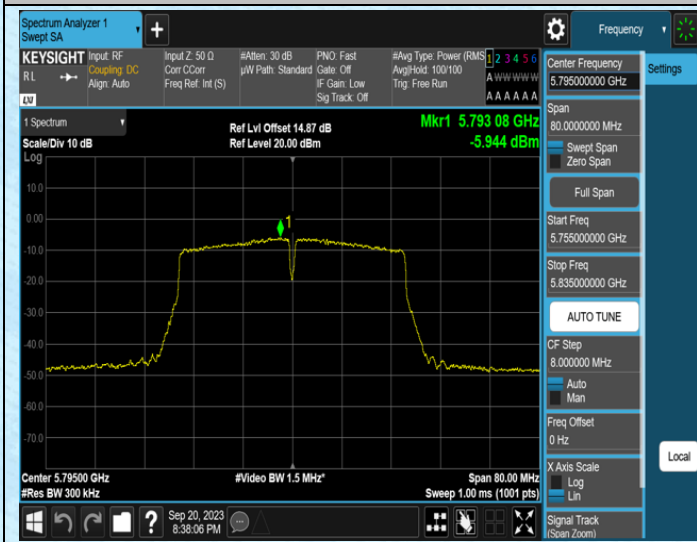 Spectrum Analyzer 1
Swept SA
+
Frequency
KEYSIGHT
RL
LXI
Input: RF
Coupling: DC
Align: Auto
Input Z: 50 Ω
Corr CCorr
Freq Ref: Int (S)
#Atten: 30 dB
µW Path: Standard
PNO: Fast
Gate: Off
IF Gain: Low
Sig Track: Off
#Avg Type: Power (RMS
Avg|Hold: 100/100
Trig: Free Run
1 2 3 4 5 6
A W W W W W
A A A A A A
1 Spectrum
Scale/Div 10 dB
Log
Ref Lvl Offset 14.87 dB
Ref Level 20.00 dBm
Mkr1 5.793 08 GHz
-5.944 dBm
10.0
0.00
-10.0
-20.0
-30.0
-40.0
-50.0
-60.0
-70.0
1
Center 5.79500 GHz
#Res BW 300 kHz
#Video BW 1.5 MHz*
Span 80.00 MHz
Sweep 1.00 ms (1001 pts)
Sep 20, 2023
8:38:06 PM
?
Center Frequency
5.795000000 GHz
Span
80.0000000 MHz
Swept Span
Zero Span
Full Span
Start Freq
5.755000000 GHz
Stop Freq
5.835000000 GHz
AUTO TUNE
CF Step
8.000000 MHz
Auto
Man
Freq Offset
0 Hz
X Axis Scale
Log
Lin
Signal Track
(Span Zoom)
Settings
Local